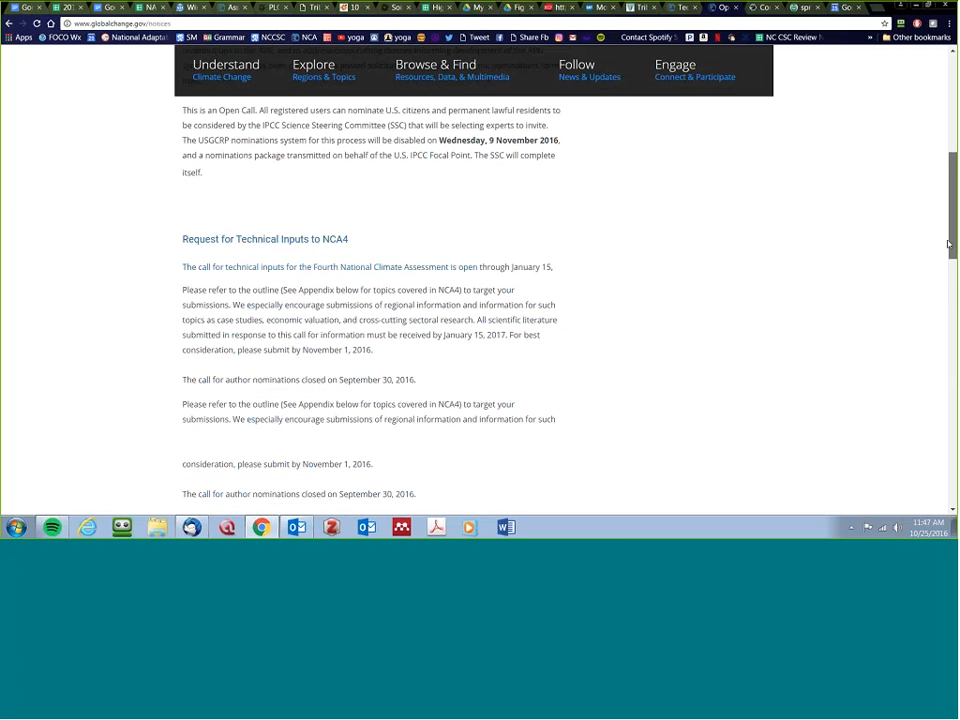 www.globalchange.gov/notices
Apps FOCO Wx National Adapta SM Grammar NCCSC NCA yoga yoga Tweet Share Fb Contact Spotify NC CSC Review » Other bookmarks
Understand Explore Browse & Find Follow Engage
Climate Change Regions & Topics Resources, Data, & Multimedia News & Updates Connect & Participate
This is an Open Call. All registered users can nominate U.S. citizens and permanent lawful residents to
be considered by the IPCC Science Steering Committee (SSC) that will be selecting experts to invite.
The USGCRP nominations system for this process will be disabled on Wednesday, 9 November 2016,
and a nominations package transmitted on behalf of the U.S. IPCC Focal Point. The SSC will complete
itself.
Request for Technical Inputs to NCA4
The call for technical inputs for the Fourth National Climate Assessment is open through January 15,
Please refer to the outline (See Appendix below for topics covered in NCA4) to target your
submissions. We especially encourage submissions of regional information and information for such
topics as case studies, economic valuation, and cross-cutting sectoral research. All scientific literature
submitted in response to this call for information must be received by January 15, 2017. For best
consideration, please submit by November 1, 2016.
The call for author nominations closed on September 30, 2016.
Please refer to the outline (See Appendix below for topics covered in NCA4) to target your
submissions. We especially encourage submissions of regional information and information for such
consideration, please submit by November 1, 2016.
The call for author nominations closed on September 30, 2016.
11:47 AM
10/25/2016